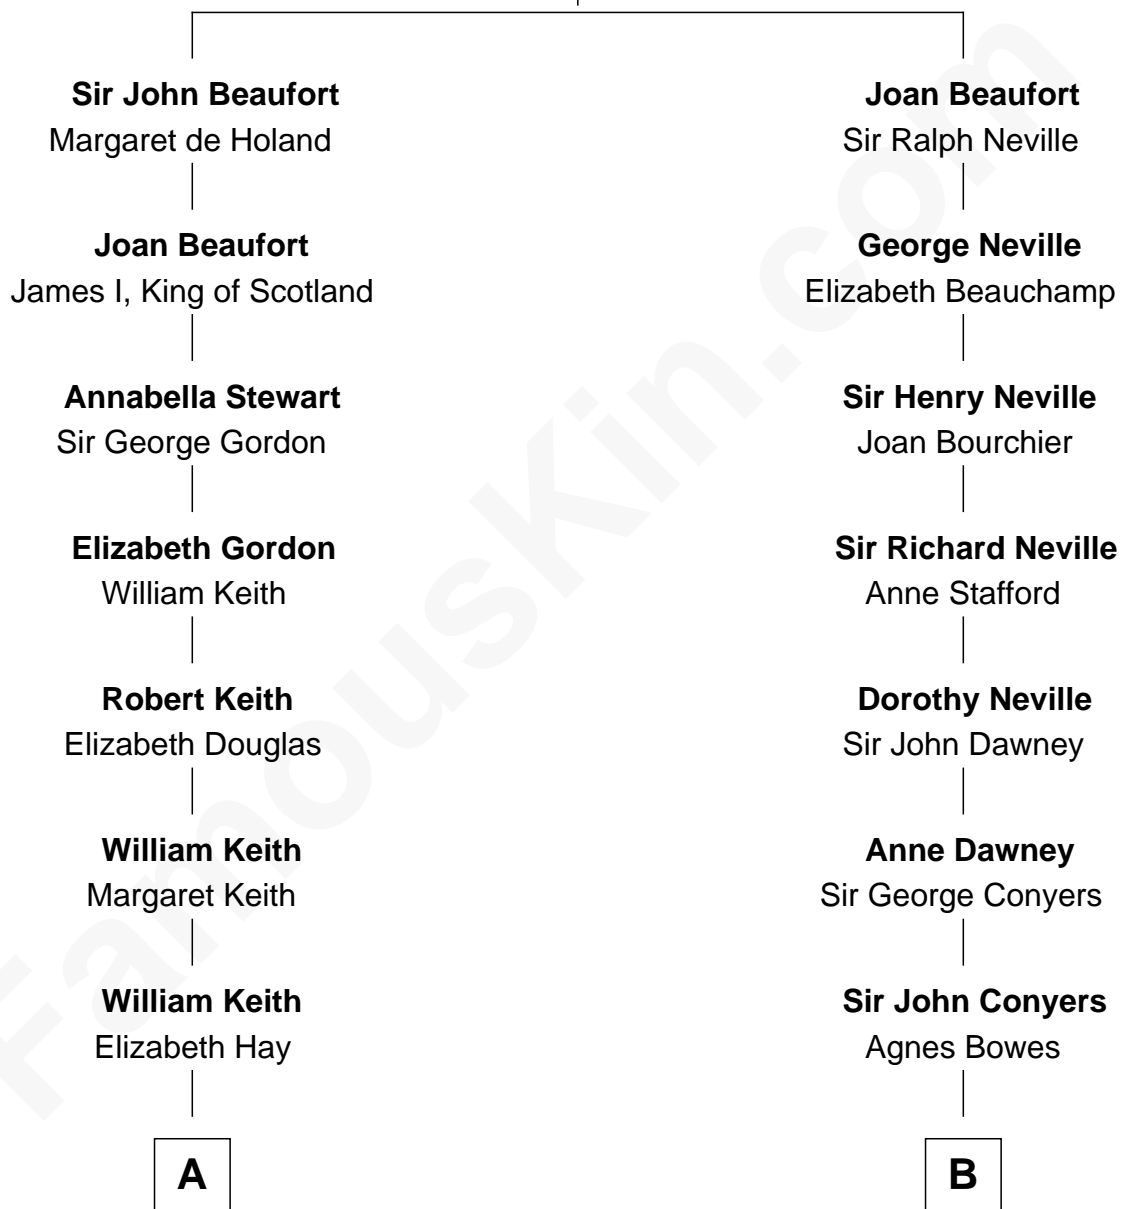 Sir John Beaufort
Margaret de Holand
Joan Beaufort
James I, King of Scotland
Annabella Stewart
Sir George Gordon
Elizabeth Gordon
William Keith
Robert Keith
Elizabeth Douglas
William Keith
Margaret Keith
William Keith
Elizabeth Hay
A
Joan Beaufort
Sir Ralph Neville
George Neville
Elizabeth Beauchamp
Sir Henry Neville
Joan Bourchier
Sir Richard Neville
Anne Stafford
Dorothy Neville
Sir John Dawney
Anne Dawney
Sir George Conyers
Sir John Conyers
Agnes Bowes
B
FamousKin.com